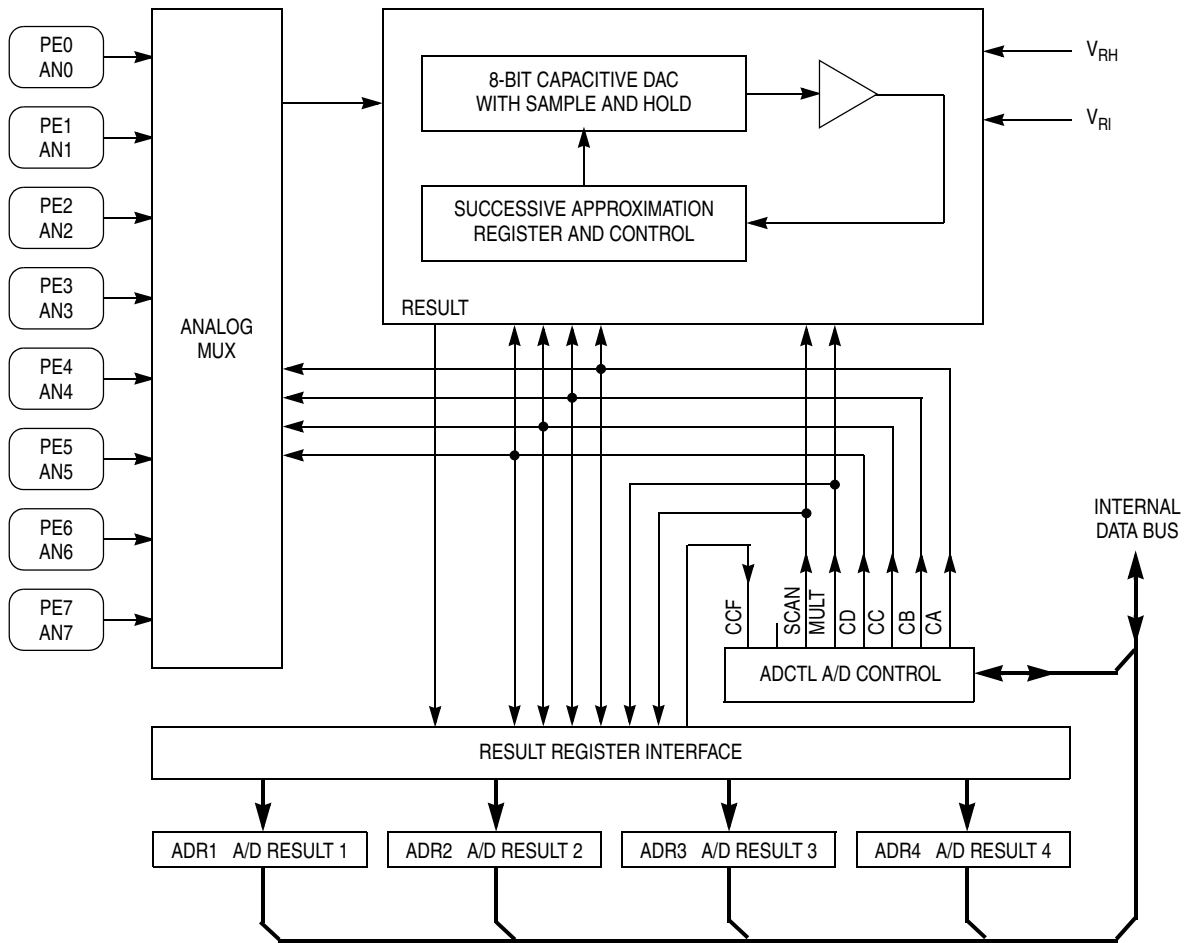 PE0
AN0
PE1
AN1
PE2
AN2
PE3
AN3
PE4
AN4
PE5
AN5
PE6
AN6
PE7
AN7
ANALOG
MUX
8-BIT CAPACITIVE DAC
WITH SAMPLE AND HOLD
SUCCESSIVE APPROXIMATION
REGISTER AND CONTROL
RESULT
VRH
VRI
INTERNAL
DATA BUS
CCF
SCAN
MULT
CD
CC
CB
CA
ADCTL A/D CONTROL
RESULT REGISTER INTERFACE
ADR1 A/D RESULT 1
ADR2 A/D RESULT 2
ADR3 A/D RESULT 3
ADR4 A/D RESULT 4